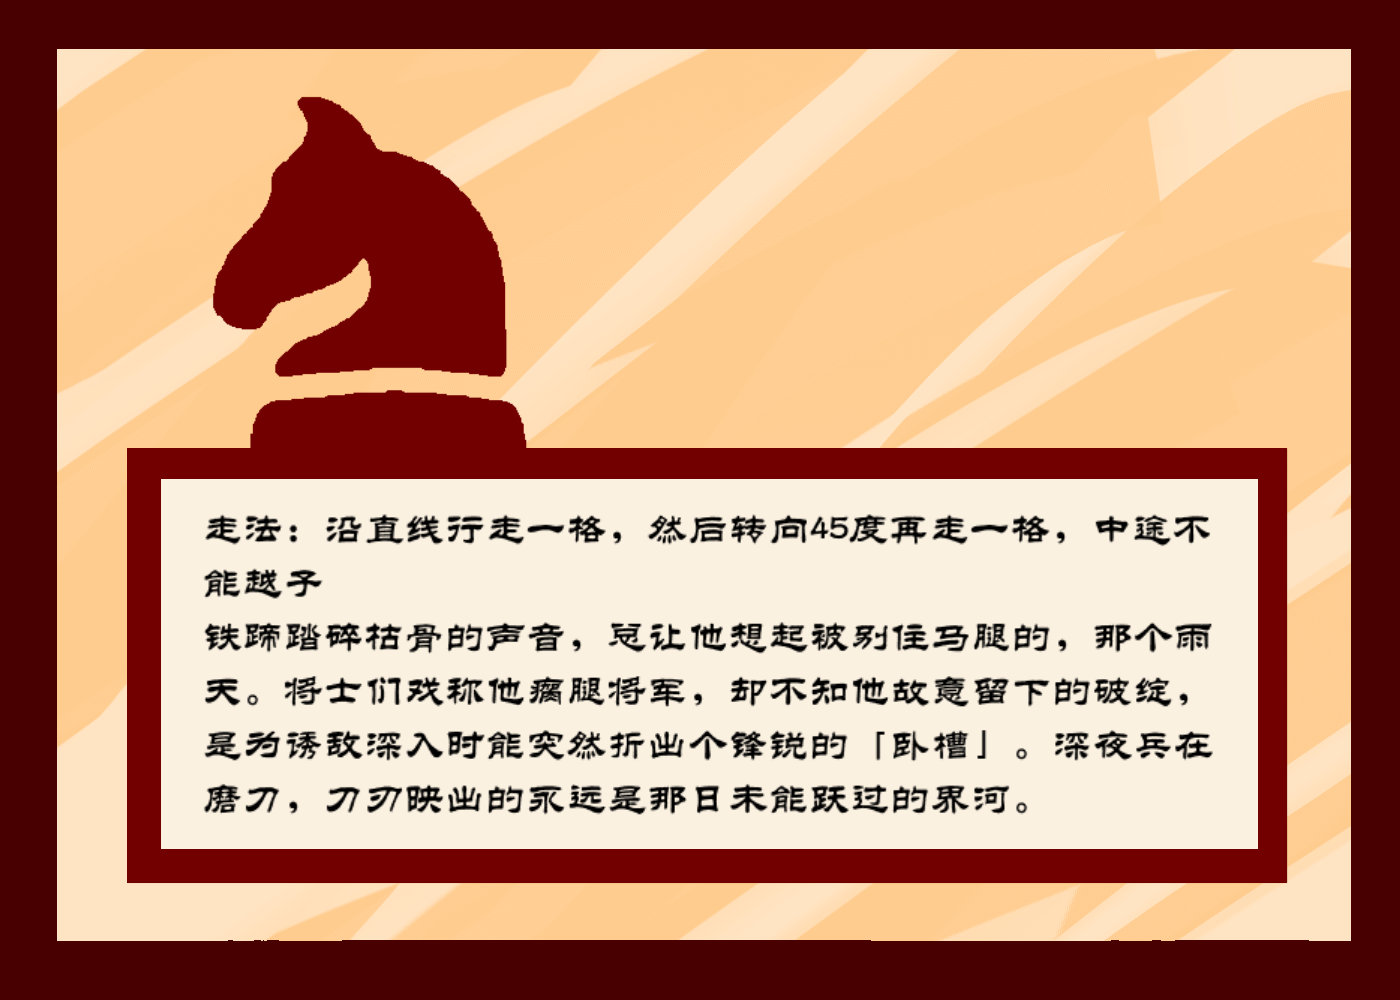 走法：沿直线行走一格，然后转向45度再走一格，中途不
能越子
铁蹄踏碎枯骨的声音，总让他想起被别住马腿的，那个雨
天。将士们戏称他瘸腿将军，却不知他故意留下的破绽，
是为诱敌深入时能突然折出个锋锐的「卧槽」。深夜兵在
磨刀，刀刃映出的永远是那日未能跃过的界河。